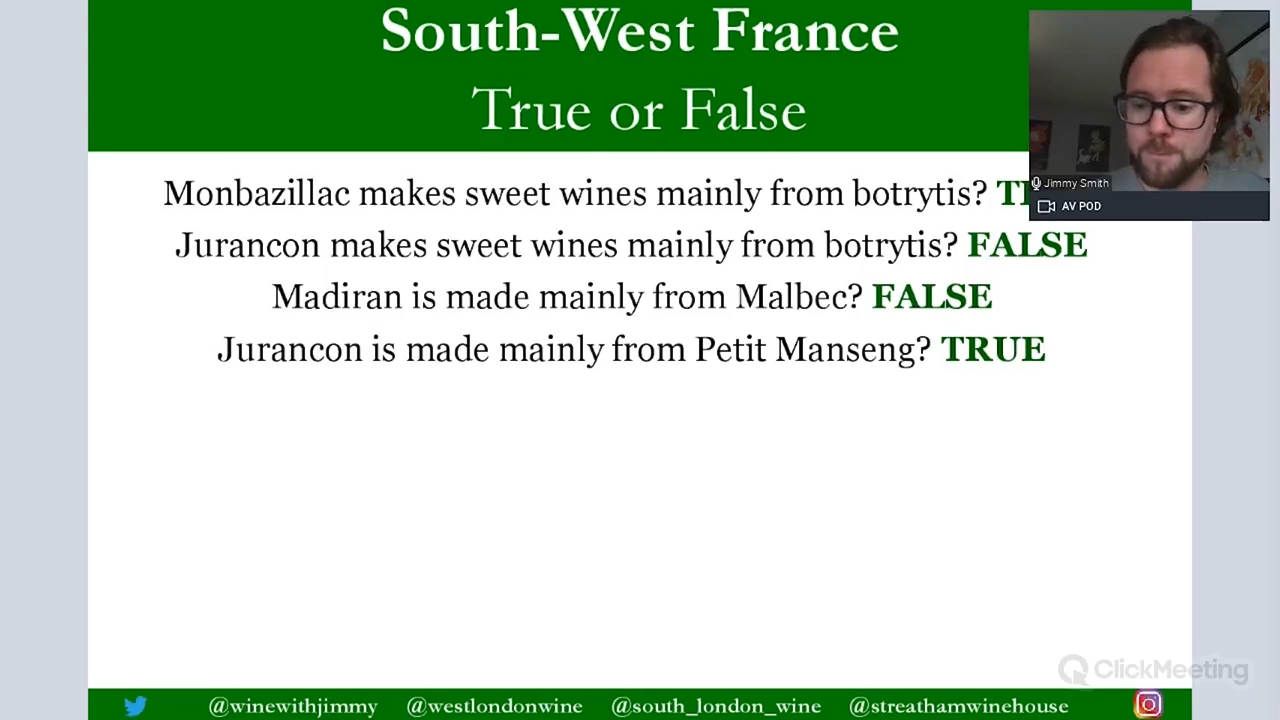 South-West France
True or False
Monbazillac makes sweet wines mainly from botrytis?
Jurancon makes sweet wines mainly from botrytis? FALSE
Madiran is made mainly from Malbec? FALSE
Jurancon is made mainly from Petit Manseng? TRUE
Jimmy Smith
AV POD
ClickMeeting
@winewithjimmy @westlondonwine @south_london_wine @streathamwinehouse